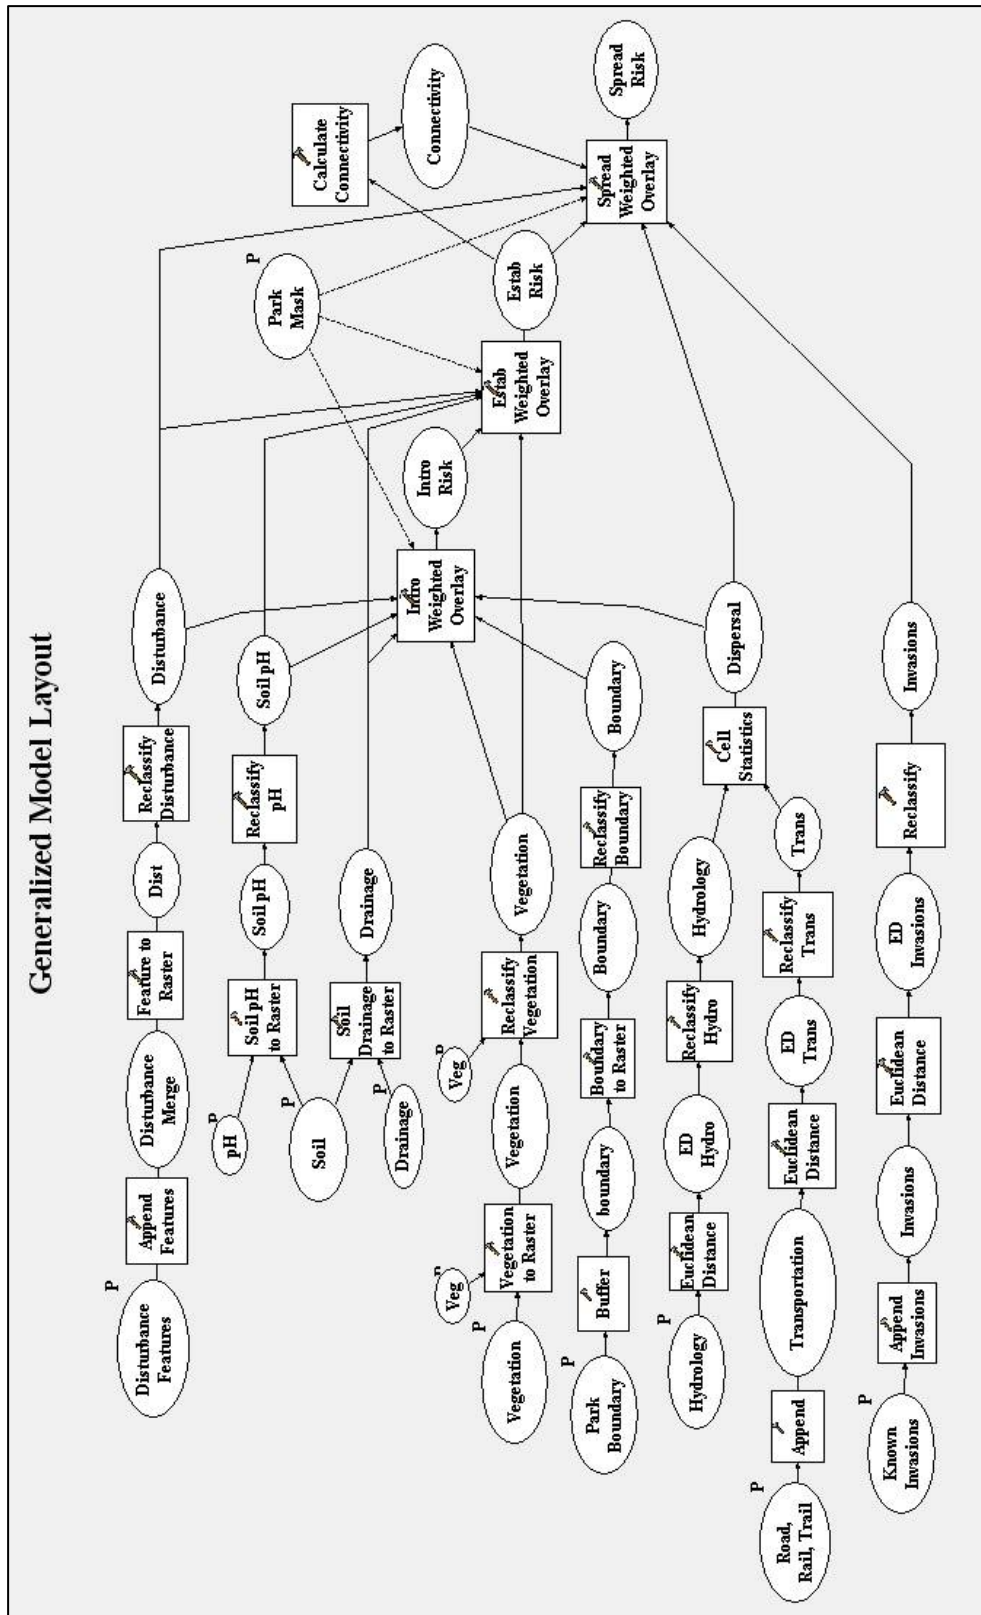 Generalized Model Layout
P
Disturbance
Features
Append
Features
Disturbance
Merge
Feature to
Raster
Dist
Reclassify
Disturbance
Disturbance
P
pH
P
Soil
Soil pH
to Raster
Soil pH
Reclassify
pH
Soil pH
P
Drainage
Soil
Drainage
to Raster
Drainage
P
Park
Mask
Calculate
Connectivity
Connectivity
P
Vegetation
P
Veg
Vegetation
to Raster
Vegetation
P
Veg
Reclassify
Vegetation
Vegetation
Intro
Weighted
Overlay
Intro
Risk
Estab
Weighted
Overlay
Estab
Risk
Spread
Weighted
Overlay
Spread
Risk
P
Park
Boundary
Buffer
boundary
Boundary
to Raster
Boundary
Reclassify
Boundary
Boundary
P
Hydrology
Euclidean
Distance
ED
Hydro
Reclassify
Hydro
Hydrology
Cell
Statistics
Dispersal
P
Road,
Rail, Trail
Append
Transportation
Euclidean
Distance
ED
Trans
Reclassify
Trans
Trans
P
Known
Invasions
Append
Invasions
Invasions
Euclidean
Distance
ED
Invasions
Reclassify
Invasions